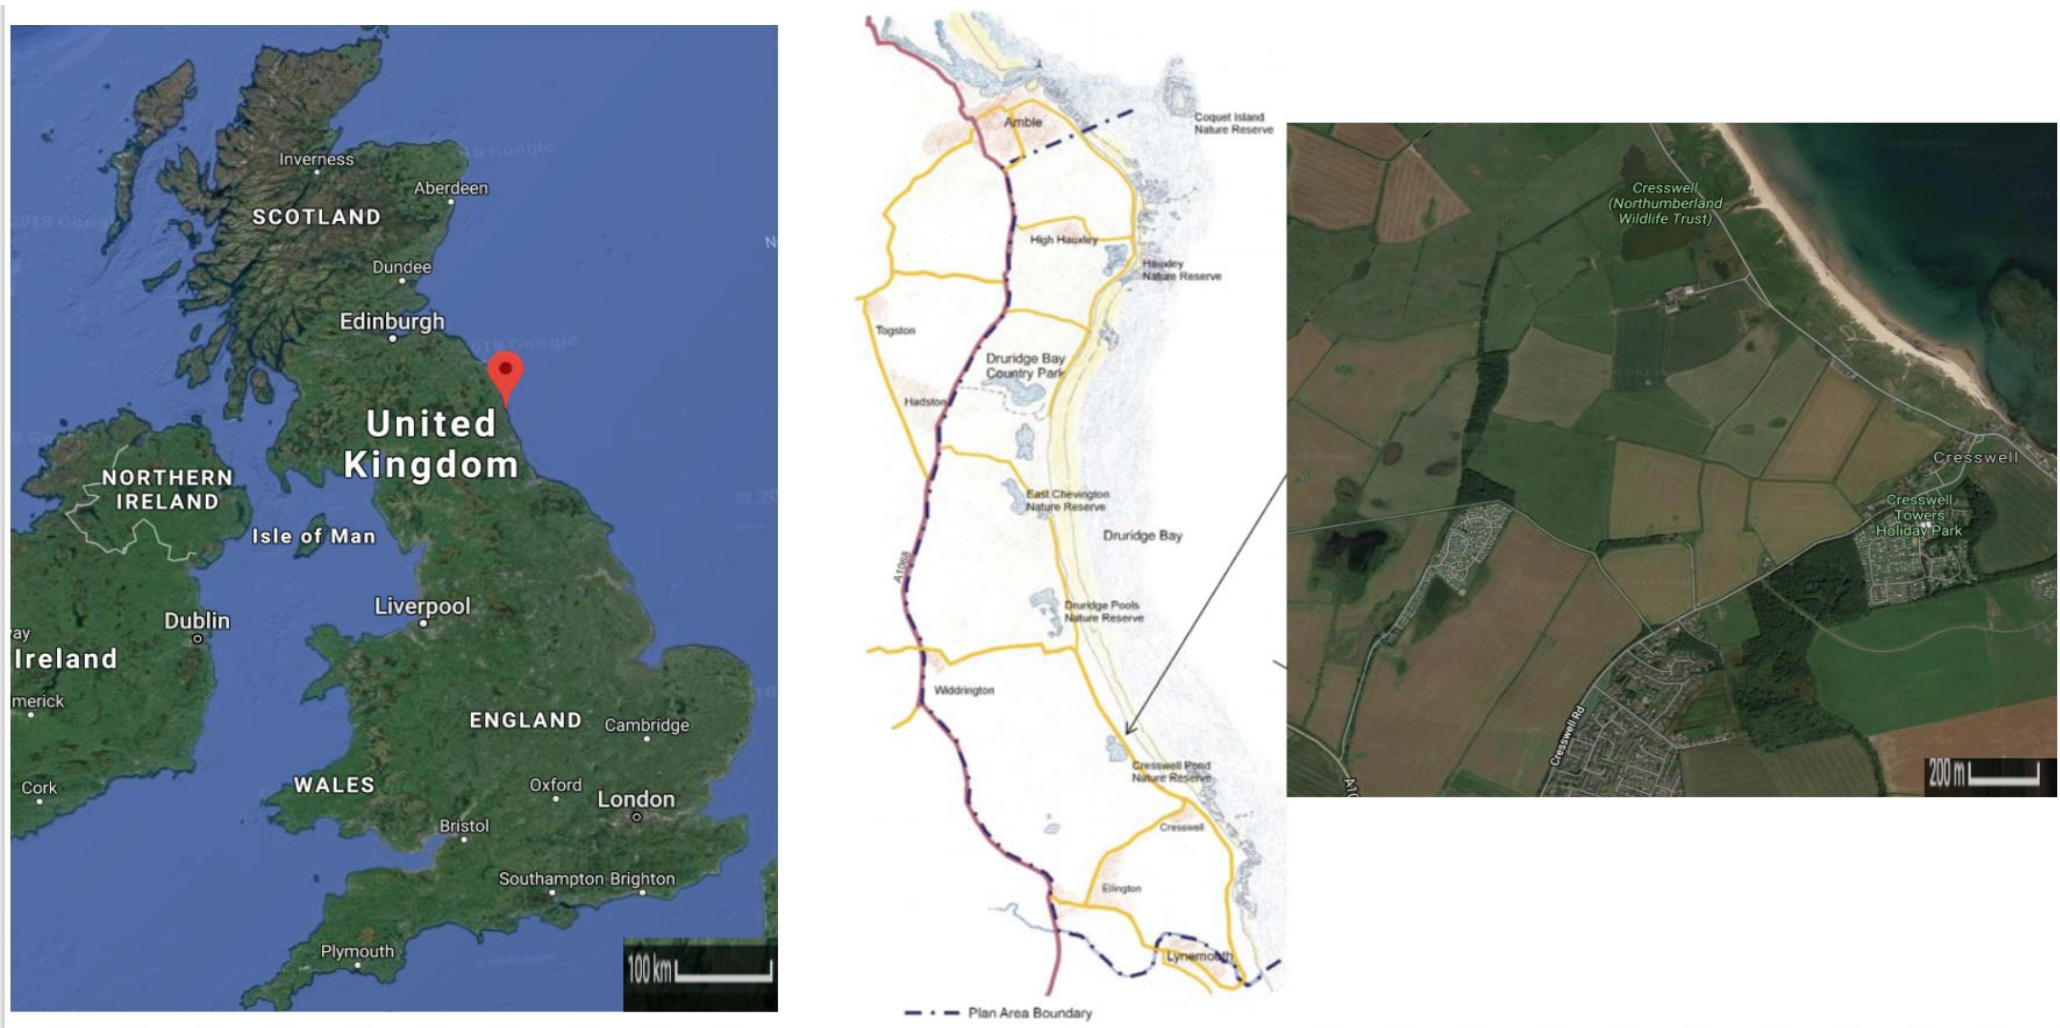 Inverness
Aberdeen
SCOTLAND
Dundee
Edinburgh
United
Kingdom
NORTHERN
IRELAND
Isle of Man
Dublin
Liverpool
Ireland
ENGLAND
Cambridge
WALES
Cork
Oxford
London
Bristol
Southampton
Brighton
Plymouth
100 km
Amble
Coquet Island
Nature Reserve
High Hauxley
Hauxley
Nature Reserve
Togston
Druridge Bay
Country Park
Hadston
East Chevington
Nature Reserve
Druridge Bay
A1068
Druridge Pools
Nature Reserve
Widdrington
Cresswell Pond
Nature Reserve
Cresswell
Ellington
Lynemouth
Plan Area Boundary
Cresswell
(Northumberland
Wildlife Trust)
Cresswell
Cresswell
Towers
Holiday Park
Cresswell Rd
200 m